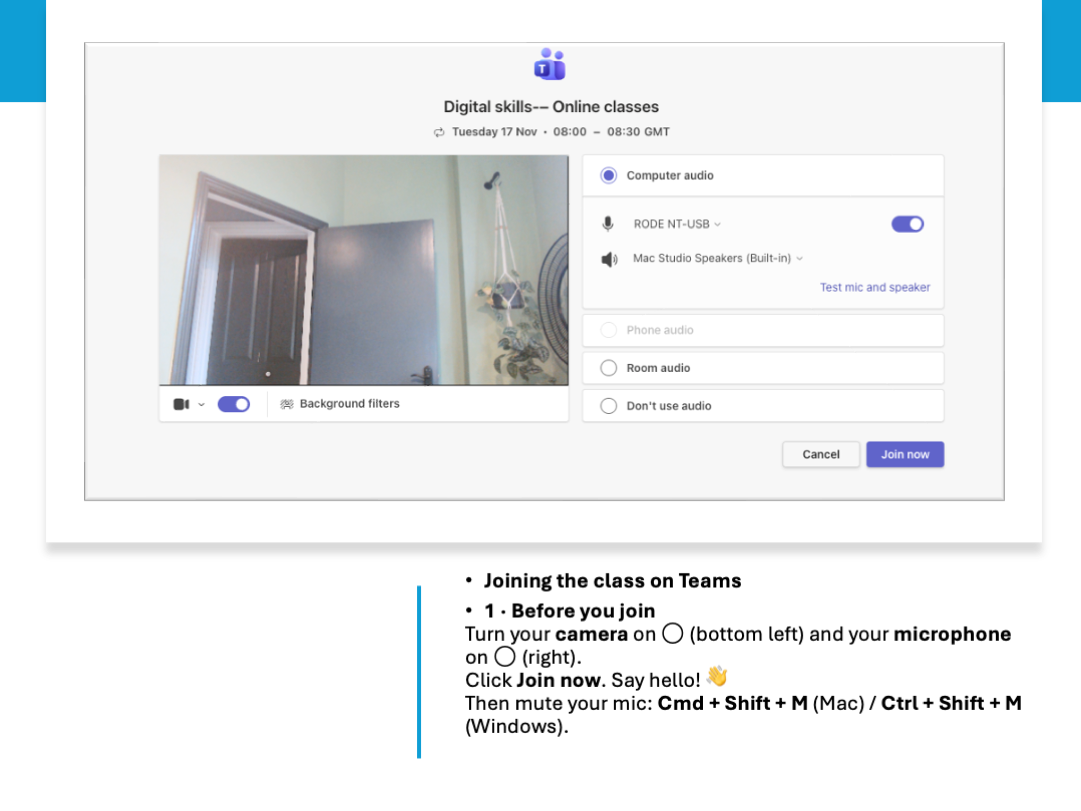 Digital skills-– Online classes
Tuesday 17 Nov • 08:00 – 08:30 GMT
Computer audio
RODE NT-USB
Mac Studio Speakers (Built-in)
Test mic and speaker
Phone audio
Room audio
Don't use audio
Background filters
Cancel
Join now
• Joining the class on Teams
• 1 · Before you join
Turn your camera on ◯ (bottom left) and your microphone
on ◯ (right).
Click Join now. Say hello! 👋
Then mute your mic: Cmd + Shift + M (Mac) / Ctrl + Shift + M
(Windows).